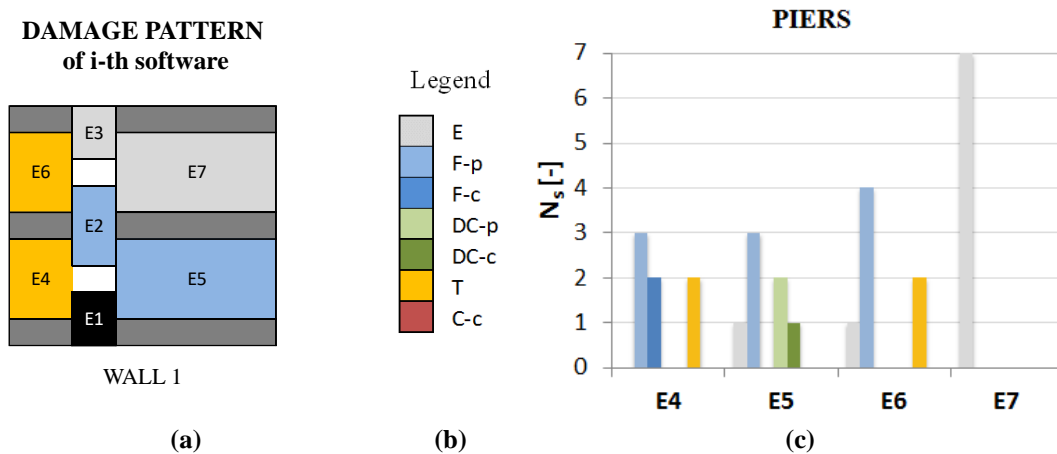 DAMAGE PATTERN
of i-th software
E3
E6
E7
E2
E4
E5
E1
WALL 1
(a)
Legend
E
F-p
F-c
DC-p
DC-c
T
C-c
(b)
PIERS
Ns [-]
7
6
5
4
3
2
1
0
E4
E5
E6
E7
(c)